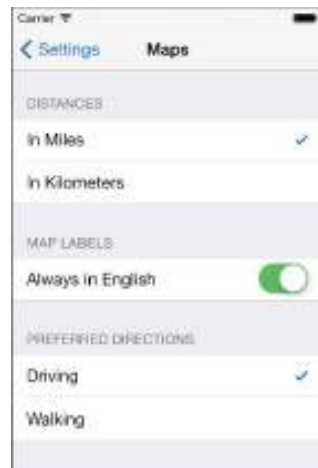 Carrier
Settings Maps
DISTANCES
In Miles
In Kilometers
MAP LABELS
Always in English
PREFERRED DIRECTIONS
Driving
Walking